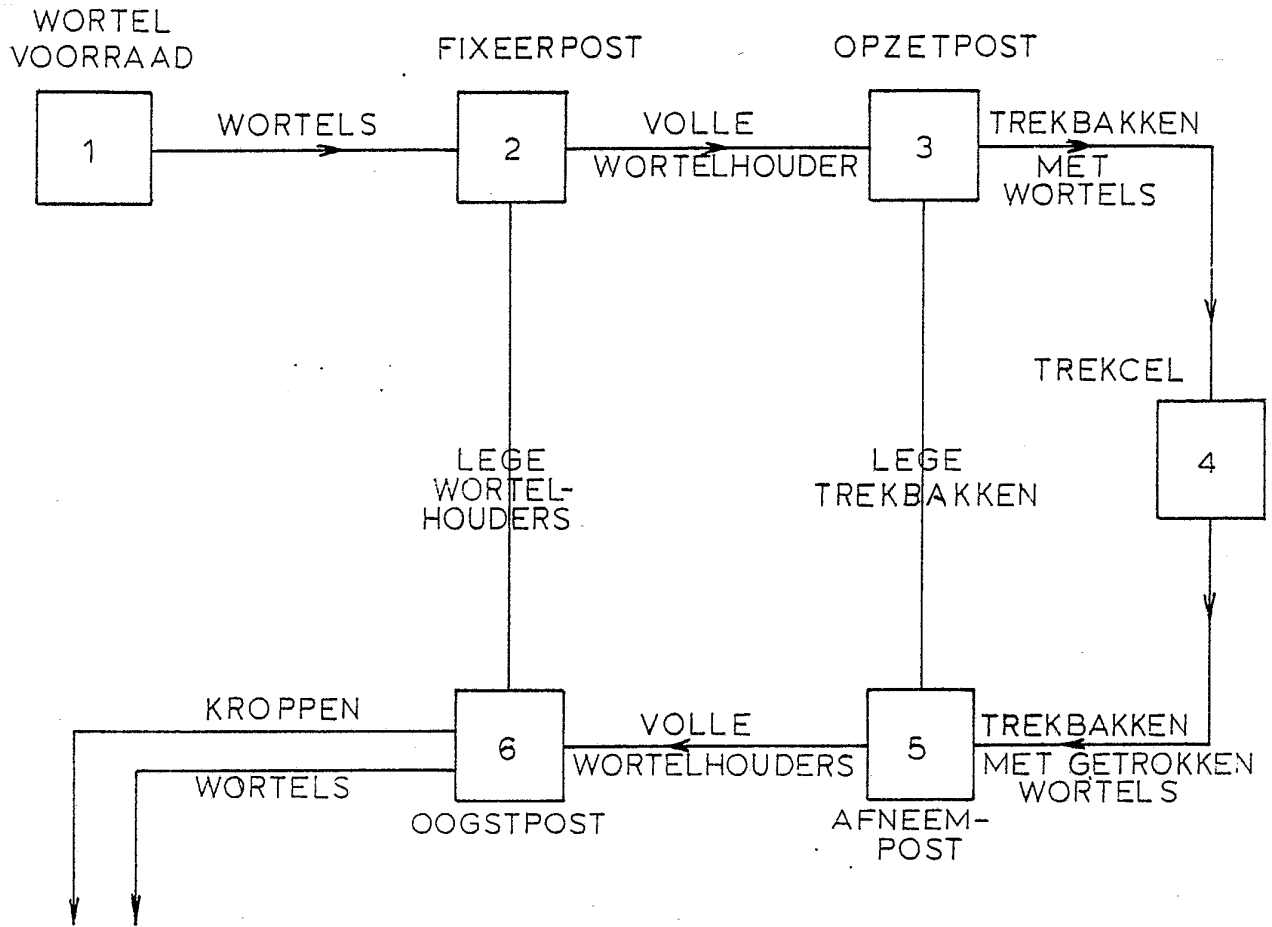 WORTEL
VOORRAAD
FIXEERPOST
OPZETPOST
1
WORTELS
2
VOLLE
WORTELHOUDER
3
TREKBAKKEN
MET
WORTELS
TREKCEL
4
LEGE
WORTEL-
HOUDERS
LEGE
TREKBAKKEN
KROPPEN
WORTELS
6
OOGSTPOST
VOLLE
WORTELHOUDERS
5
AFNEEM-
POST
TREKBAKKEN
MET GETROKKEN
WORTELS